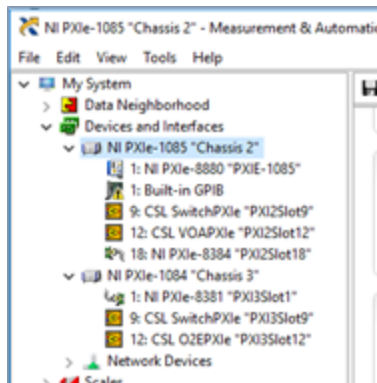 NI PXIe-1085 "Chassis 2" - Measurement & Automatic
File Edit View Tools Help
My System
Data Neighborhood
Devices and Interfaces
NI PXIe-1085 "Chassis 2"
1: NI PXIe-8880 "PXIE-1085"
1: Built-in GPIB
9: CSL SwitchPXIe "PXI2Slot9"
12: CSL VOAPXIe "PXI2Slot12"
18: NI PXIe-8384 "PXI2Slot18"
NI PXIe-1084 "Chassis 3"
1: NI PXIe-8381 "PXI3Slot1"
9: CSL SwitchPXIe "PXI3Slot9"
12: CSL O2EPXIe "PXI3Slot12"
Network Devices
Scales